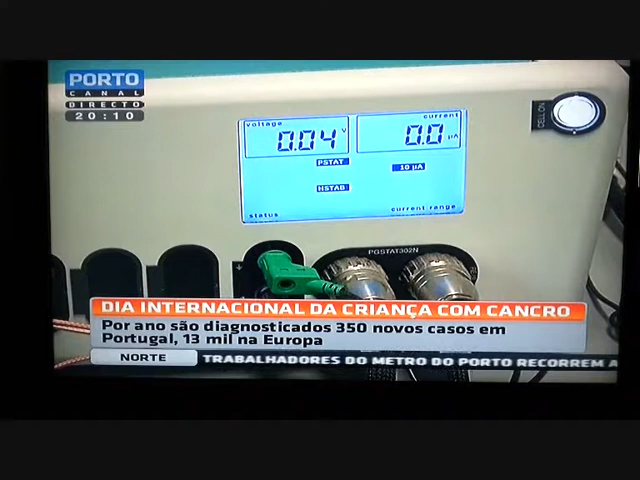 PORTO
CANAL
DIRECTO
20:10
voltage
0.04 V
current
0.0 µA
PSTAT
10 µA
HSTAB
status
current range
CELL ON
PGSTAT302N
DIA INTERNACIONAL DA CRIANÇA COM CANCRO
Por ano são diagnosticados 350 novos casos em
Portugal, 13 mil na Europa
NORTE
TRABALHADORES DO METRO DO PORTO RECORREM A